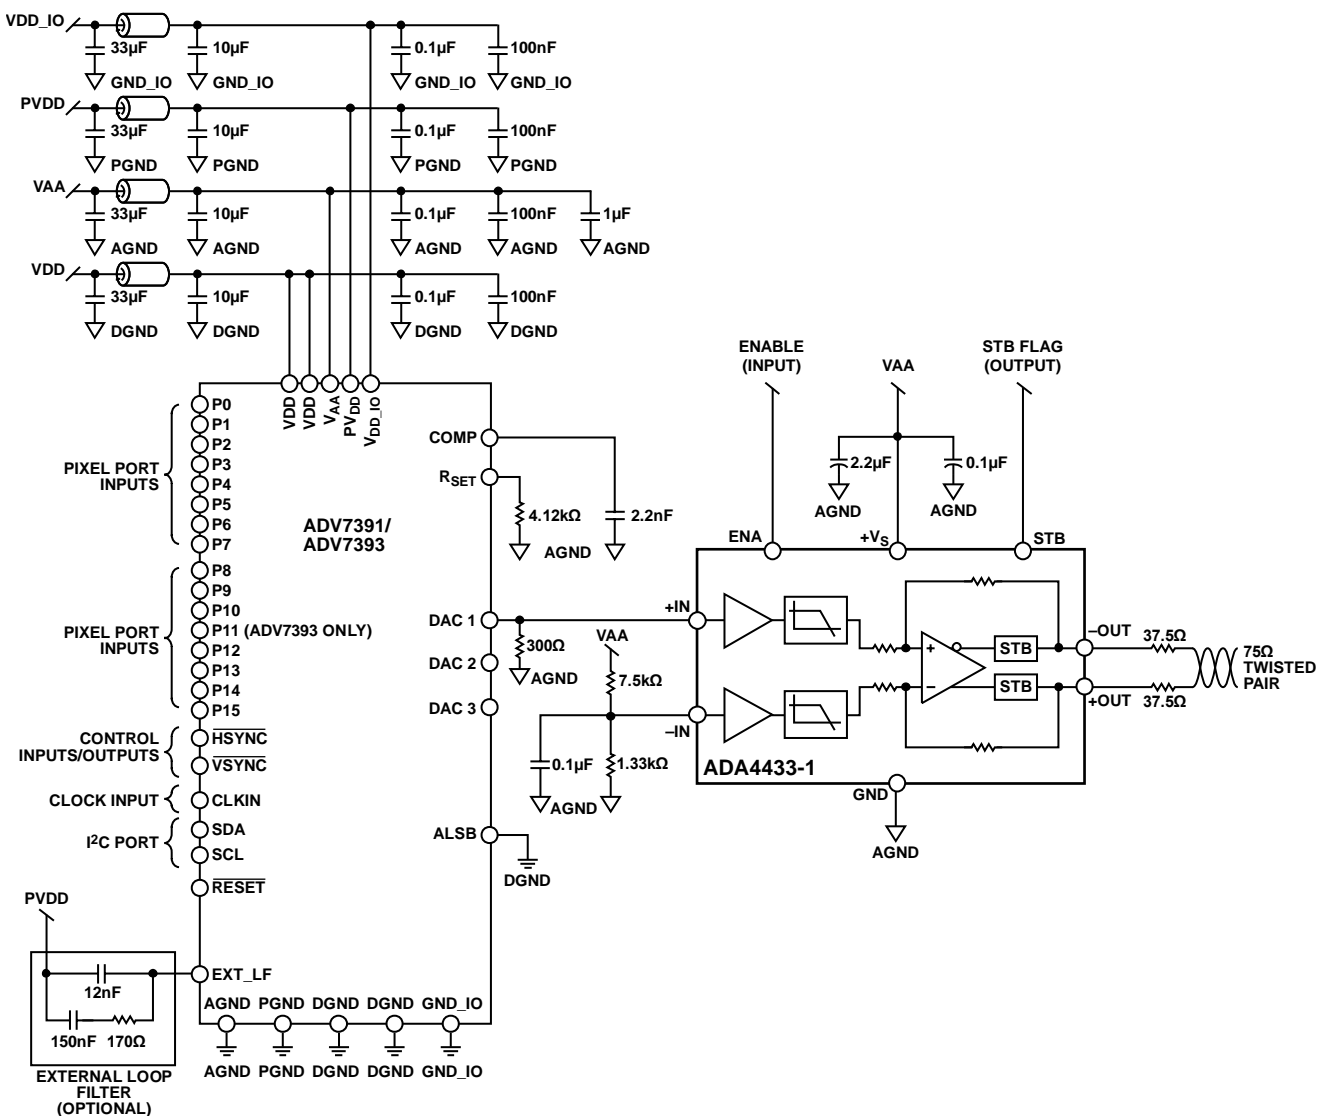 VDD_IO
33µF
10µF
0.1µF
100nF
GND_IO
GND_IO
GND_IO
GND_IO
PVDD
33µF
10µF
0.1µF
100nF
PGND
PGND
PGND
PGND
VAA
33µF
10µF
0.1µF
100nF
1µF
AGND
AGND
AGND
AGND
AGND
VDD
33µF
10µF
0.1µF
100nF
DGND
DGND
DGND
DGND
VDD
VDD
VAA
PVDD
VDD_IO
PIXEL PORT
INPUTS
P0
P1
P2
P3
P4
P5
P6
P7
PIXEL PORT
INPUTS
P8
P9
P10
P11 (ADV7393 ONLY)
P12
P13
P14
P15
CONTROL
INPUTS/OUTPUTS
HSYNC
VSYNC
CLOCK INPUT
CLKIN
I2C PORT
SDA
SCL
RESET
PVDD
EXT_LF
12nF
150nF
170Ω
EXTERNAL LOOP
FILTER
(OPTIONAL)
ADV7391/
ADV7393
AGND
PGND
DGND
DGND
GND_IO
AGND
PGND
DGND
DGND
GND_IO
COMP
RSET
4.12kΩ
2.2nF
AGND
DAC 1
DAC 2
DAC 3
300Ω
AGND
VAA
7.5kΩ
0.1µF
1.33kΩ
AGND
ALSB
DGND
ENABLE
(INPUT)
VAA
STB FLAG
(OUTPUT)
2.2µF
0.1µF
AGND
AGND
ENA
+VS
STB
+IN
–IN
+
–
STB
STB
–OUT
+OUT
37.5Ω
37.5Ω
75Ω
TWISTED
PAIR
ADA4433-1
GND
AGND